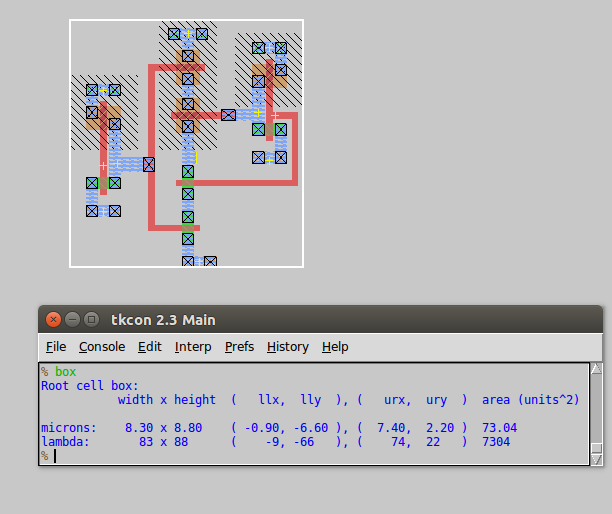 tkcon 2.3 Main
File Console Edit Interp Prefs History Help
% box
Root cell box:
width x height ( llx, lly ), ( urx, ury ) area (units^2)
microns: 8.30 x 8.80 ( -0.90, -6.60 ), ( 7.40, 2.20 ) 73.04
lambda: 83 x 88 ( -9, -66 ), ( 74, 22 ) 7304
%